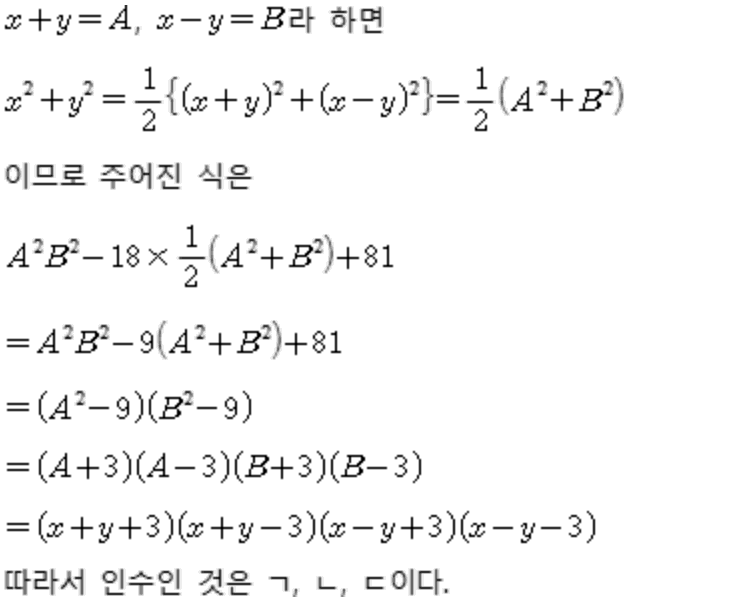 x+y=A, x-y=B라 하면
x²+y²=1/2{(x+y)²+(x-y)²}=1/2(A²+B²)
이므로 주어진 식은
A²B²-18×1/2(A²+B²)+81
=A²B²-9(A²+B²)+81
=(A²-9)(B²-9)
=(A+3)(A-3)(B+3)(B-3)
=(x+y+3)(x+y-3)(x-y+3)(x-y-3)
따라서 인수인 것은 ㄱ, ㄴ, ㄷ이다.